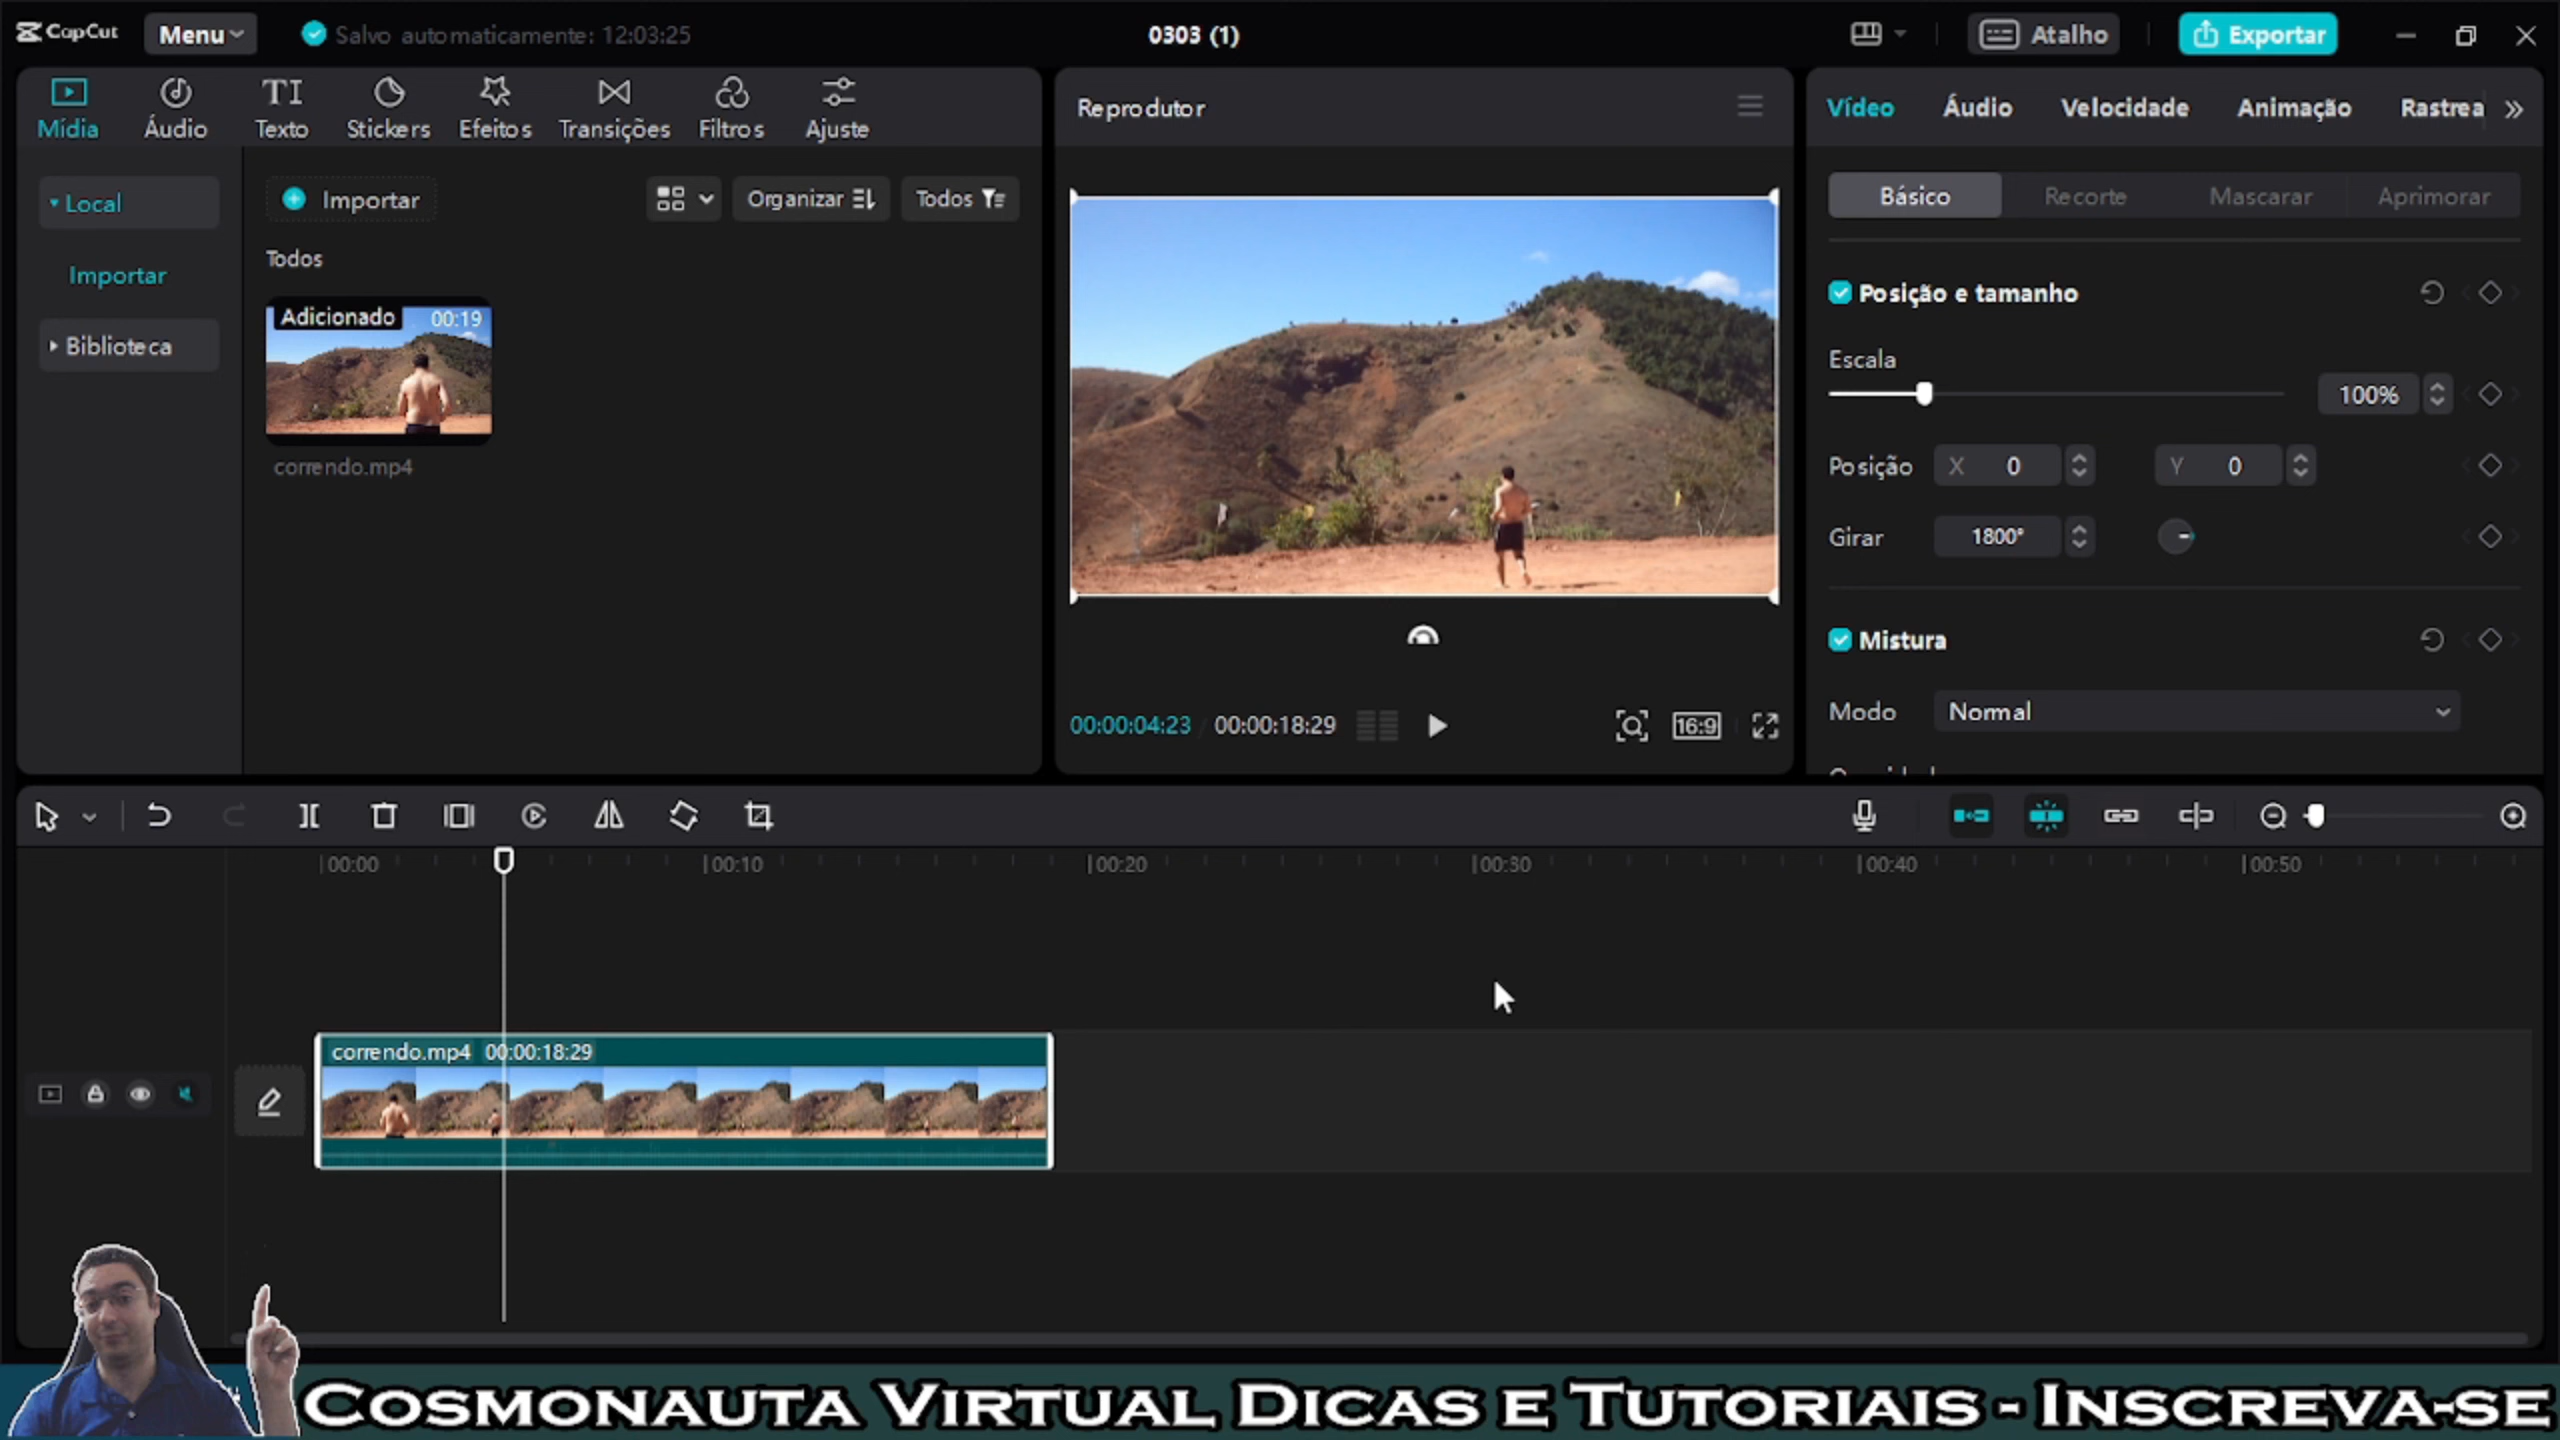 CapCut
Menu
Salvo automaticamente: 12:03:25
0303 (1)
Atalho
Exportar
Mídia
Áudio
TI
Texto
Stickers
Efeitos
Transições
Filtros
Ajuste
Local
Importar
Biblioteca
Importar
Organizar
Todos
Todos
Adicionado 00:19
correndo.mp4
Reprodutor
00:00:04:23 00:00:18:29
16:9
Vídeo Áudio Velocidade Animação Rastrea
Básico Recorte Mascarar Aprimorar
Posição e tamanho
Escala
100%
Posição X 0 Y 0
Girar 1800°
Mistura
Modo Normal
00:00 00:10 00:20 00:30 00:40 00:50
correndo.mp4 00:00:18:29
Cosmonauta Virtual Dicas e Tutoriais - Inscreva-se